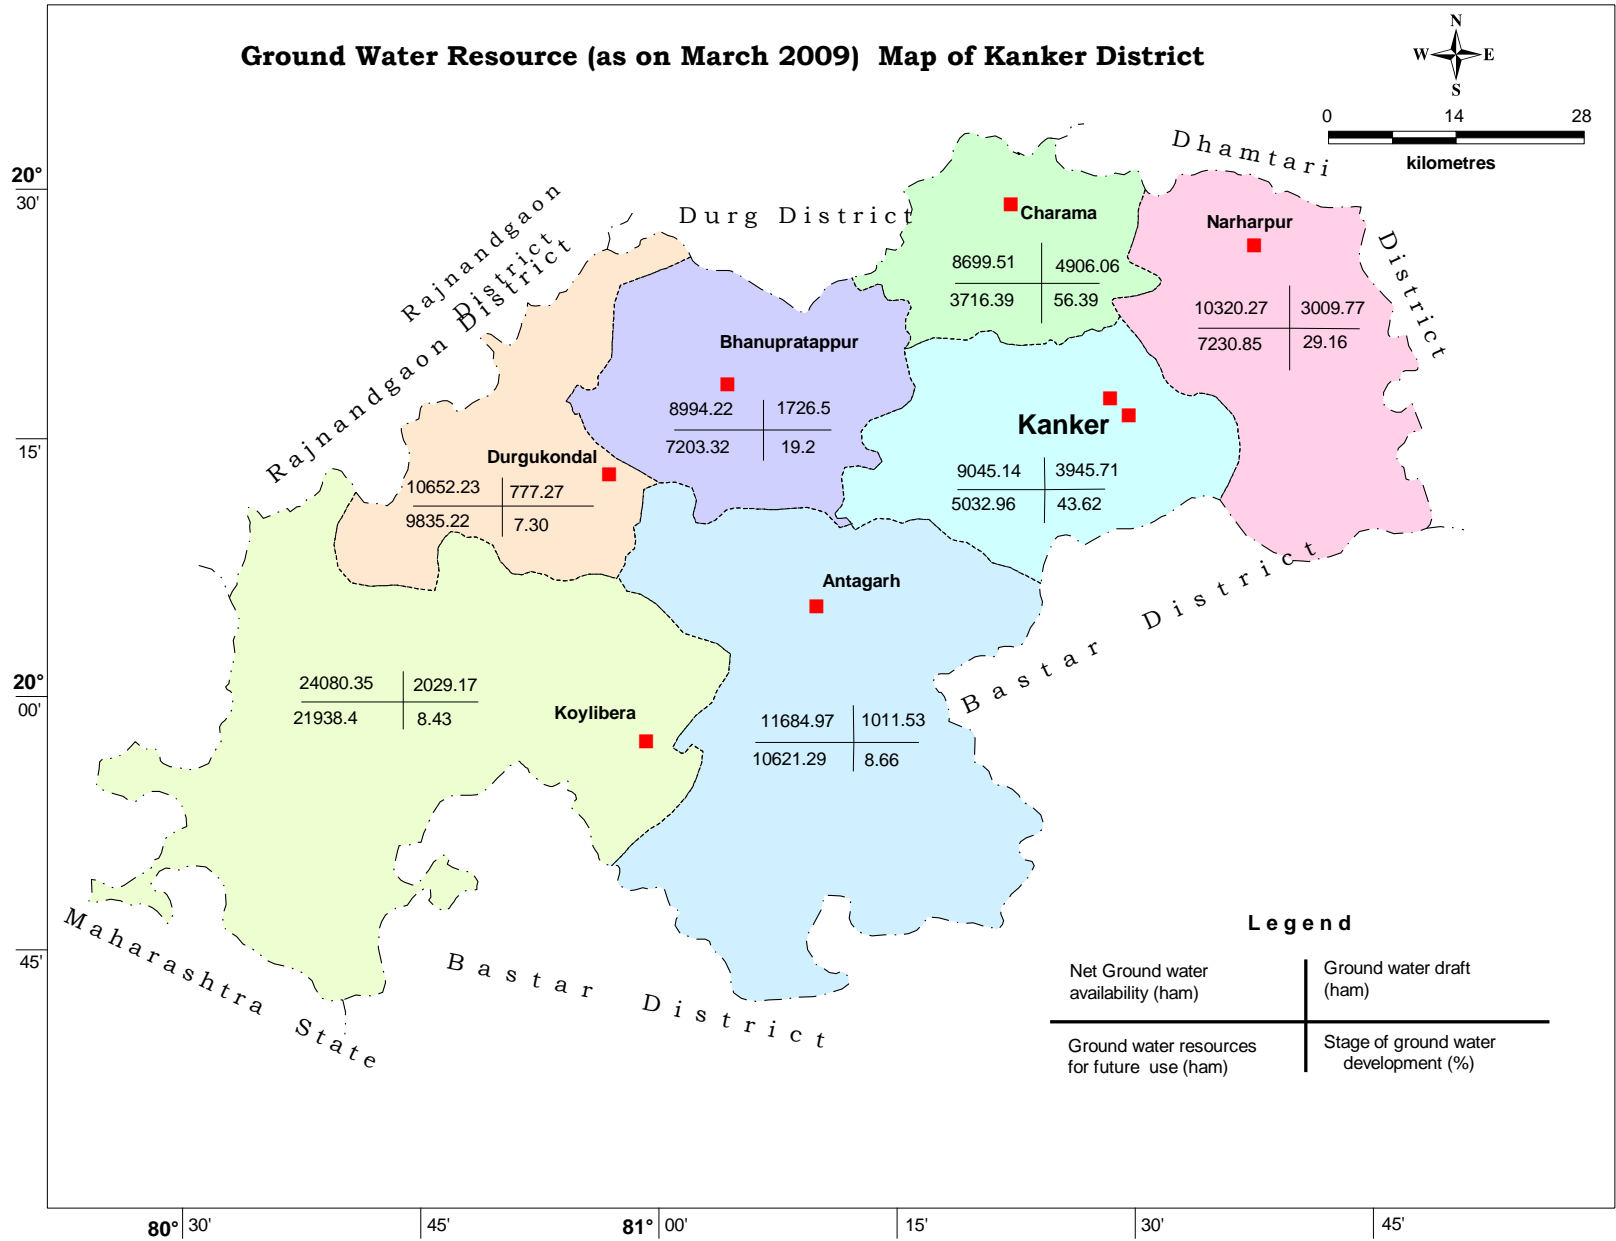 Ground Water Resource (as on March 2009) Map of Kanker District
N
W E
S
0 14 28
kilometres
20°
30'
15'
20°
00'
45'
80° 30'
45'
81° 00'
15'
30'
45'
Rajnandgaon
District
Rajnandgaon District
Durg District
Dhamtari
District
Bastar District
Bastar District
Maharashtra State
Charama
8699.51 4906.06
3716.39 56.39
Narharpur
10320.27 3009.77
7230.85 29.16
Bhanupratappur
8994.22 1726.5
7203.32 19.2
Kanker
9045.14 3945.71
5032.96 43.62
Durgukondal
10652.23 777.27
9835.22 7.30
Antagarh
11684.97 1011.53
10621.29 8.66
Koylibera
24080.35 2029.17
21938.4 8.43
Legend
Net Ground water
availability (ham)
Ground water draft
(ham)
Ground water resources
for future use (ham)
Stage of ground water
development (%)